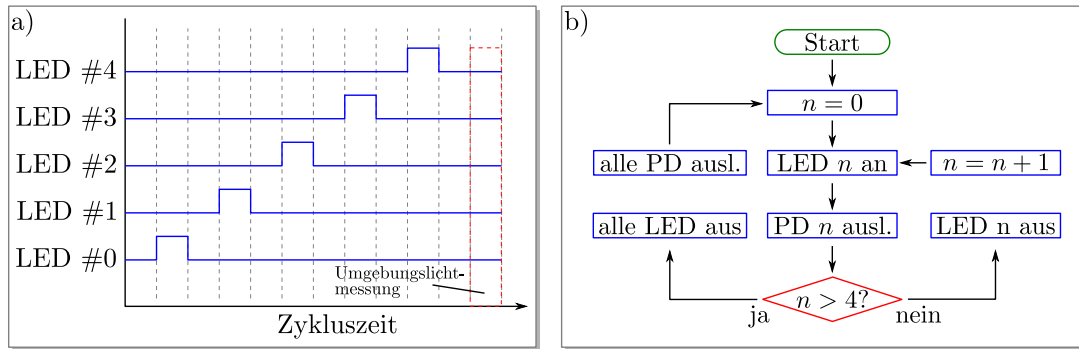 a)
LED #4
LED #3
LED #2
LED #1
LED #0
Umgebungslicht-
messung
Zykluszeit
b)
Start
n = 0
alle PD ausl.
LED n an
n = n + 1
alle LED aus
PD n ausl.
LED n aus
n > 4?
ja
nein